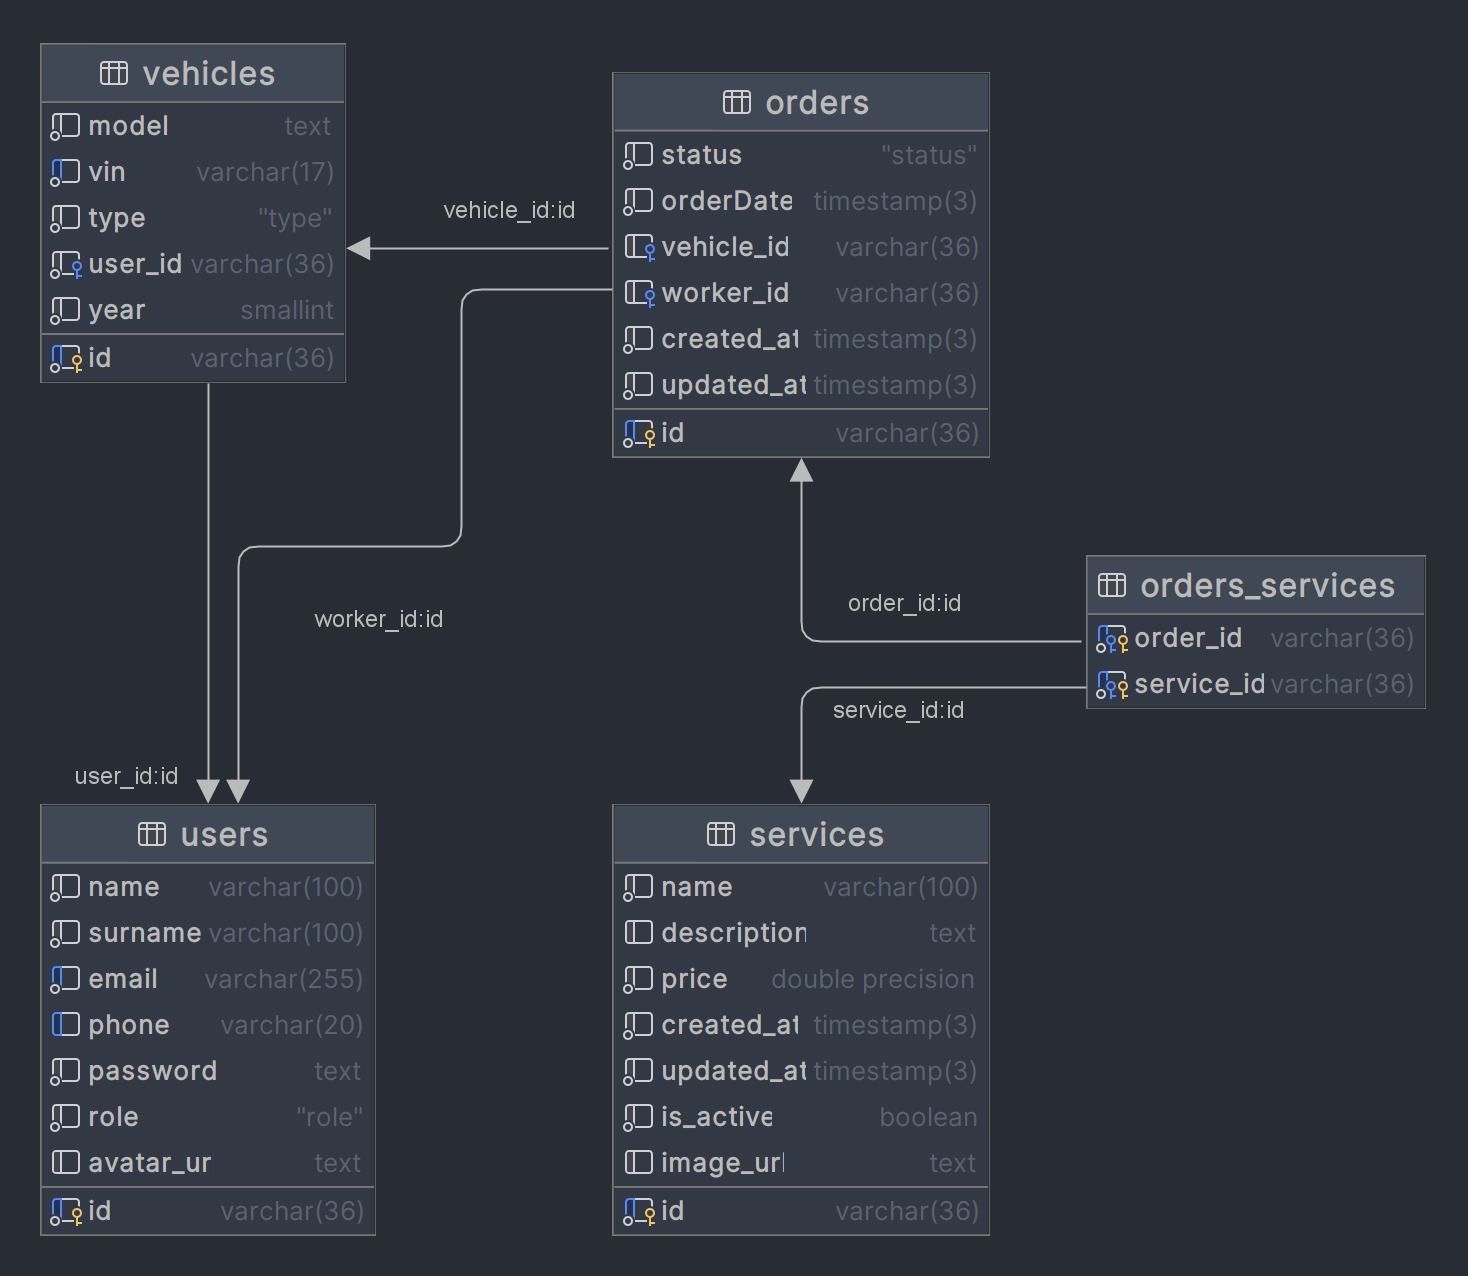 vehicles
model text
vin varchar(17)
type "type"
user_id varchar(36)
year smallint
id varchar(36)
vehicle_id:id
orders
status "status"
orderDate timestamp(3)
vehicle_id varchar(36)
worker_id varchar(36)
created_at timestamp(3)
updated_at timestamp(3)
id varchar(36)
worker_id:id
order_id:id
orders_services
order_id varchar(36)
service_id varchar(36)
service_id:id
user_id:id
users
name varchar(100)
surname varchar(100)
email varchar(255)
phone varchar(20)
password text
role "role"
avatar_ur text
id varchar(36)
services
name varchar(100)
description text
price double precision
created_at timestamp(3)
updated_at timestamp(3)
is_active boolean
image_url text
id varchar(36)